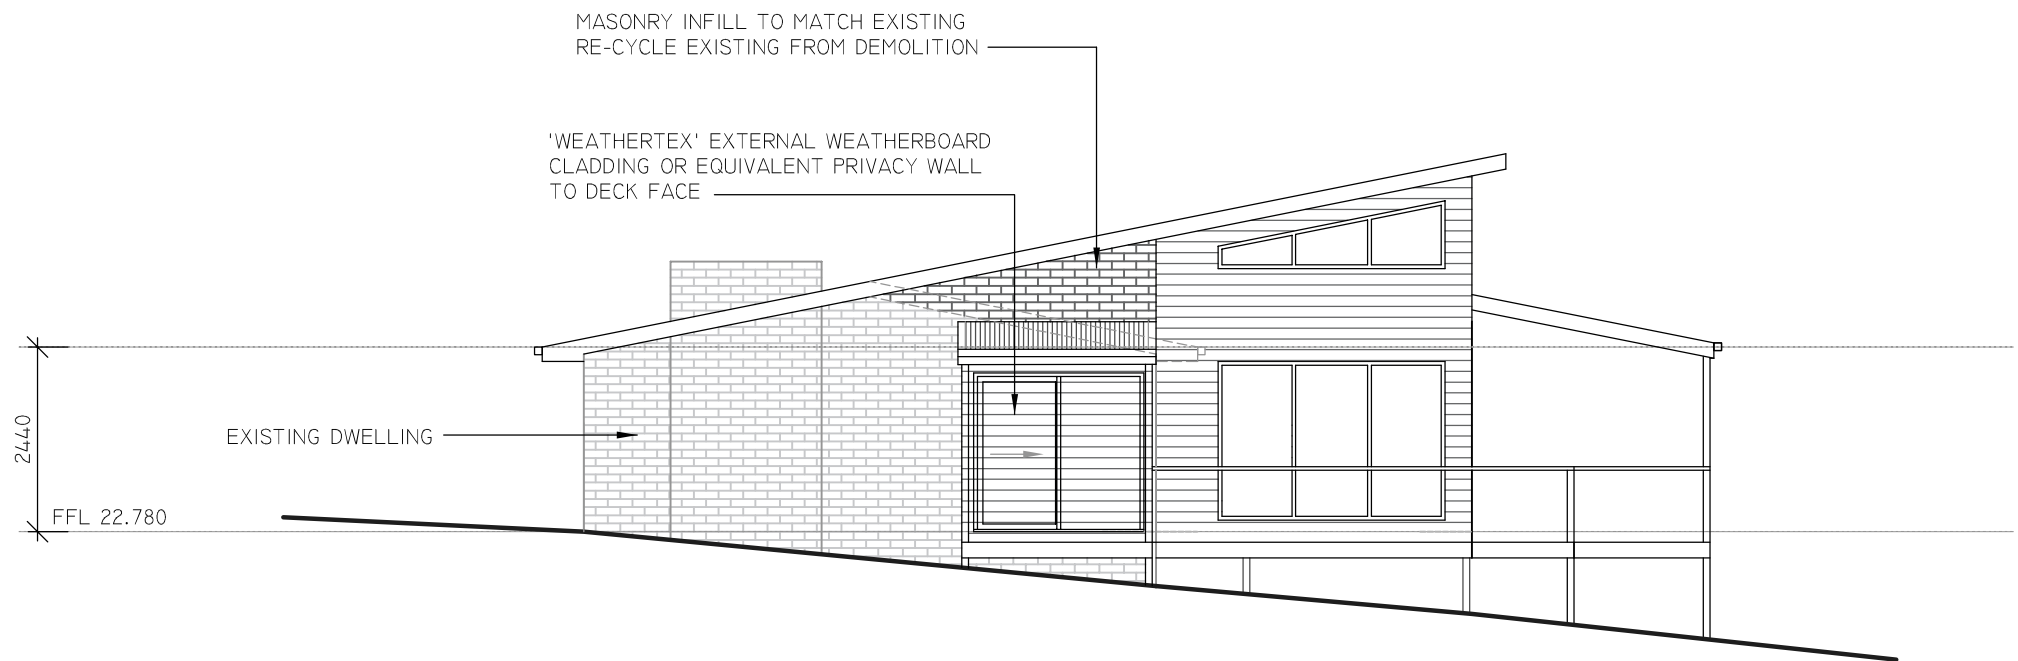 MASONRY INFILL TO MATCH EXISTING
RE-CYCLE EXISTING FROM DEMOLITION
'WEATHERTEX' EXTERNAL WEATHERBOARD
CLADDING OR EQUIVALENT PRIVACY WALL
TO DECK FACE
EXISTING DWELLING
2440
FFL 22.780